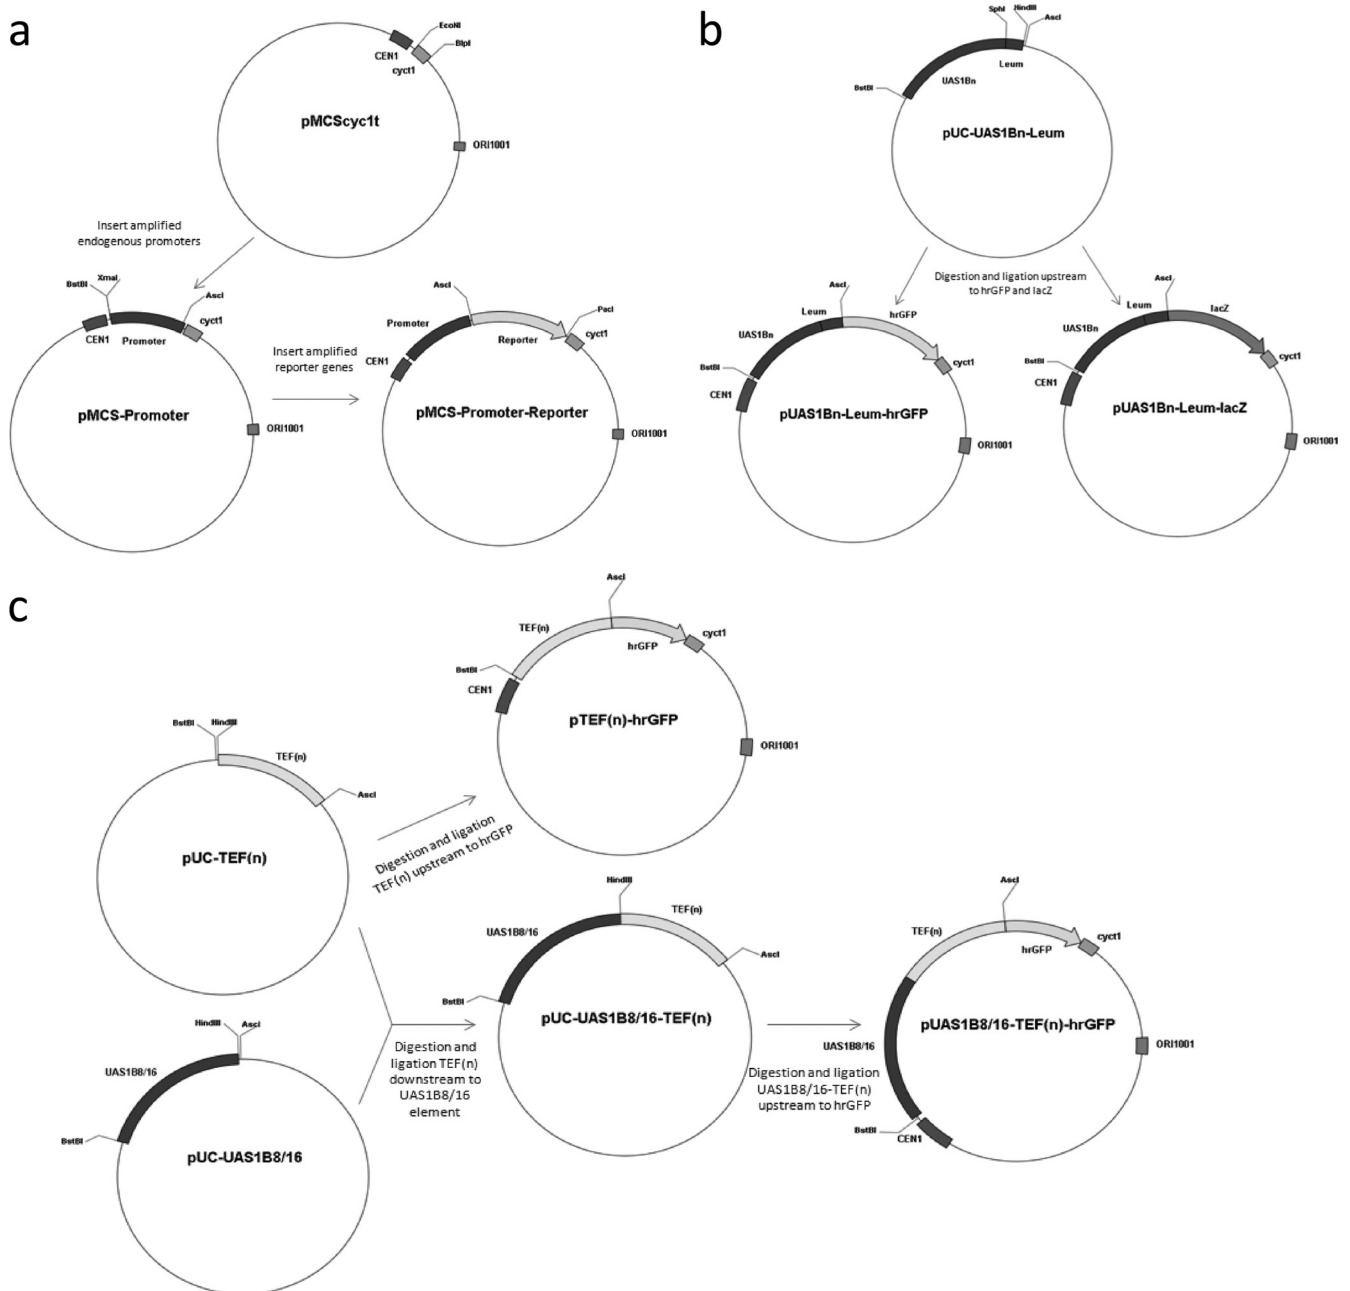 a
EcoNI
BlpI
CEN1
cyct1
pMCScyc1t
ORI1001
Insert amplified
endogenous promoters
BstBI
XmaI
AscI
CEN1
Promoter
cyct1
pMCS-Promoter
ORI1001
Insert amplified
reporter genes
AscI
PacI
Promoter
Reporter
cyct1
CEN1
pMCS-Promoter-Reporter
ORI1001
b
SphI
HindIII
AscI
Leum
UAS1Bn
BstBI
pUC-UAS1Bn-Leum
Digestion and ligation upstream
to hrGFP and lacZ
AscI
Leum
hrGFP
UAS1Bn
BstBI
CEN1
cyct1
pUAS1Bn-Leum-hrGFP
ORI1001
AscI
Leum
lacZ
UAS1Bn
BstBI
CEN1
cyct1
pUAS1Bn-Leum-lacZ
ORI1001
c
AscI
TEF(n)
hrGFP
cyct1
BstBI
CEN1
pTEF(n)-hrGFP
ORI1001
BstBI
HindIII
TEF(n)
AscI
pUC-TEF(n)
Digestion and ligation
TEF(n) upstream to hrGFP
HindIII
AscI
UAS1B8/16
BstBI
pUC-UAS1B8/16
Digestion and
ligation TEF(n)
downstream to
UAS1B8/16
element
HindIII
UAS1B8/16
TEF(n)
AscI
BstBI
pUC-UAS1B8/16-TEF(n)
Digestion and ligation
UAS1B8/16-TEF(n)
upstream to hrGFP
AscI
TEF(n)
hrGFP
cyct1
pUAS1B8/16-TEF(n)-hrGFP
UAS1B8/16
ORI1001
BstBI
CEN1